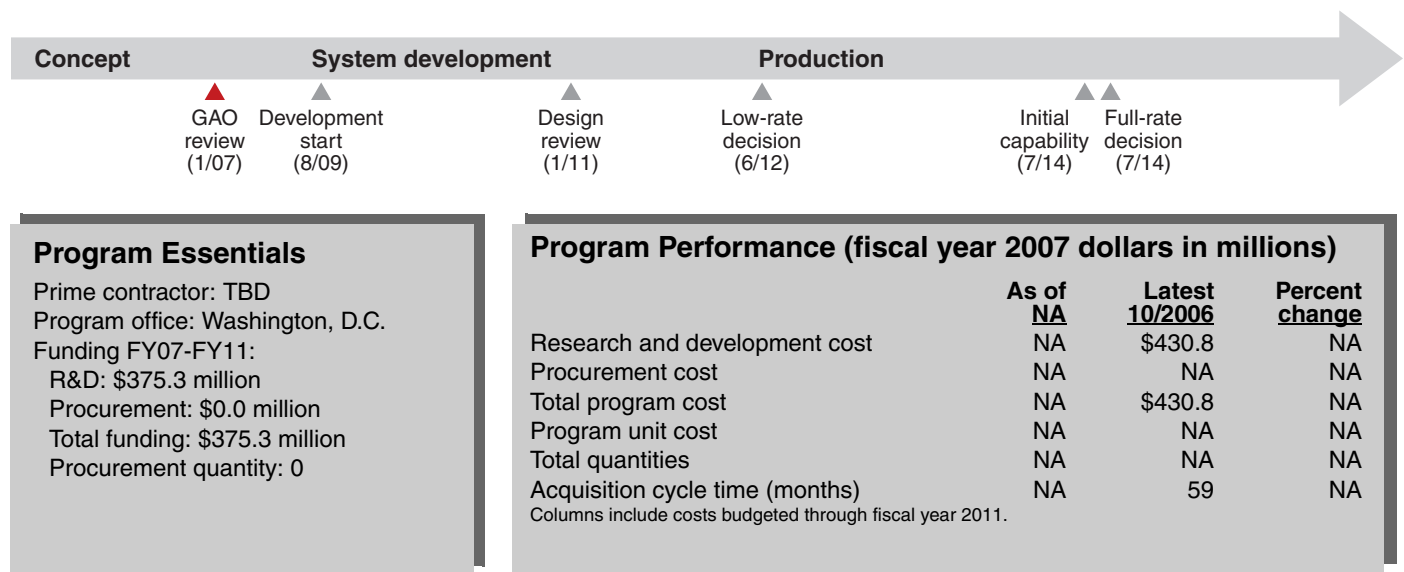 Concept System development Production
GAO review (1/07)
Development start (8/09)
Design review (1/11)
Low-rate decision (6/12)
Initial capability (7/14)
Full-rate decision (7/14)
Program Essentials
Prime contractor: TBD
Program office: Washington, D.C.
Funding FY07-FY11:
R&D: $375.3 million
Procurement: $0.0 million
Total funding: $375.3 million
Procurement quantity: 0
Program Performance (fiscal year 2007 dollars in millions)
As of Latest Percent
NA 10/2006 change
Research and development cost NA $430.8 NA
Procurement cost NA NA NA
Total program cost NA $430.8 NA
Program unit cost NA NA NA
Total quantities NA NA NA
Acquisition cycle time (months) NA 59 NA
Columns include costs budgeted through fiscal year 2011.